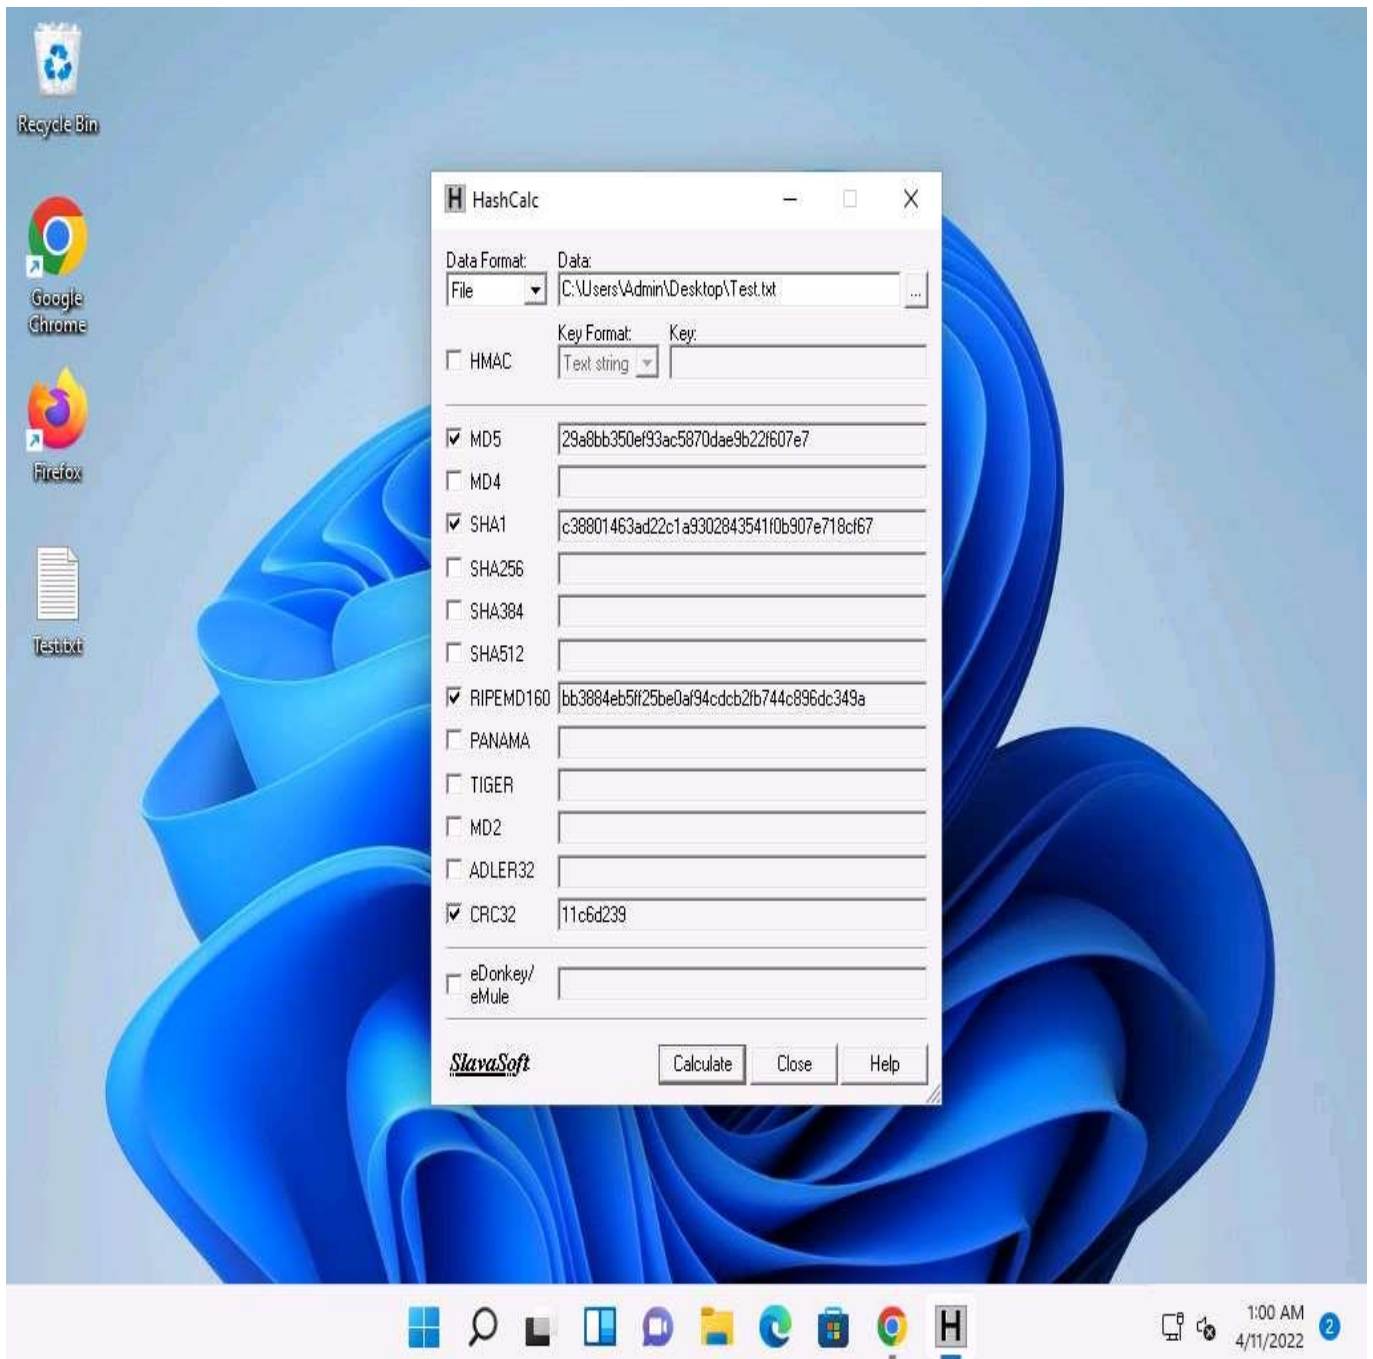 Recycle Bin
Google
Chrome
Firefox
Test.txt
H HashCalc
Data Format:
Data:
File
C:\Users\Admin\Desktop\Test.txt
...
HMAC
Key Format:
Key:
Text string
MD5
29a8bb350ef93ac5870dae9b22f607e7
MD4
SHA1
c38801463ad22c1a9302843541f0b907e718cf67
SHA256
SHA384
SHA512
RIPEMD160
bb3884eb5ff25be0af94cdcb2fb744c896dc349a
PANAMA
TIGER
MD2
ADLER32
CRC32
11c6d239
eDonkey/
eMule
SlavaSoft
Calculate
Close
Help
H
1:00 AM
4/11/2022
2